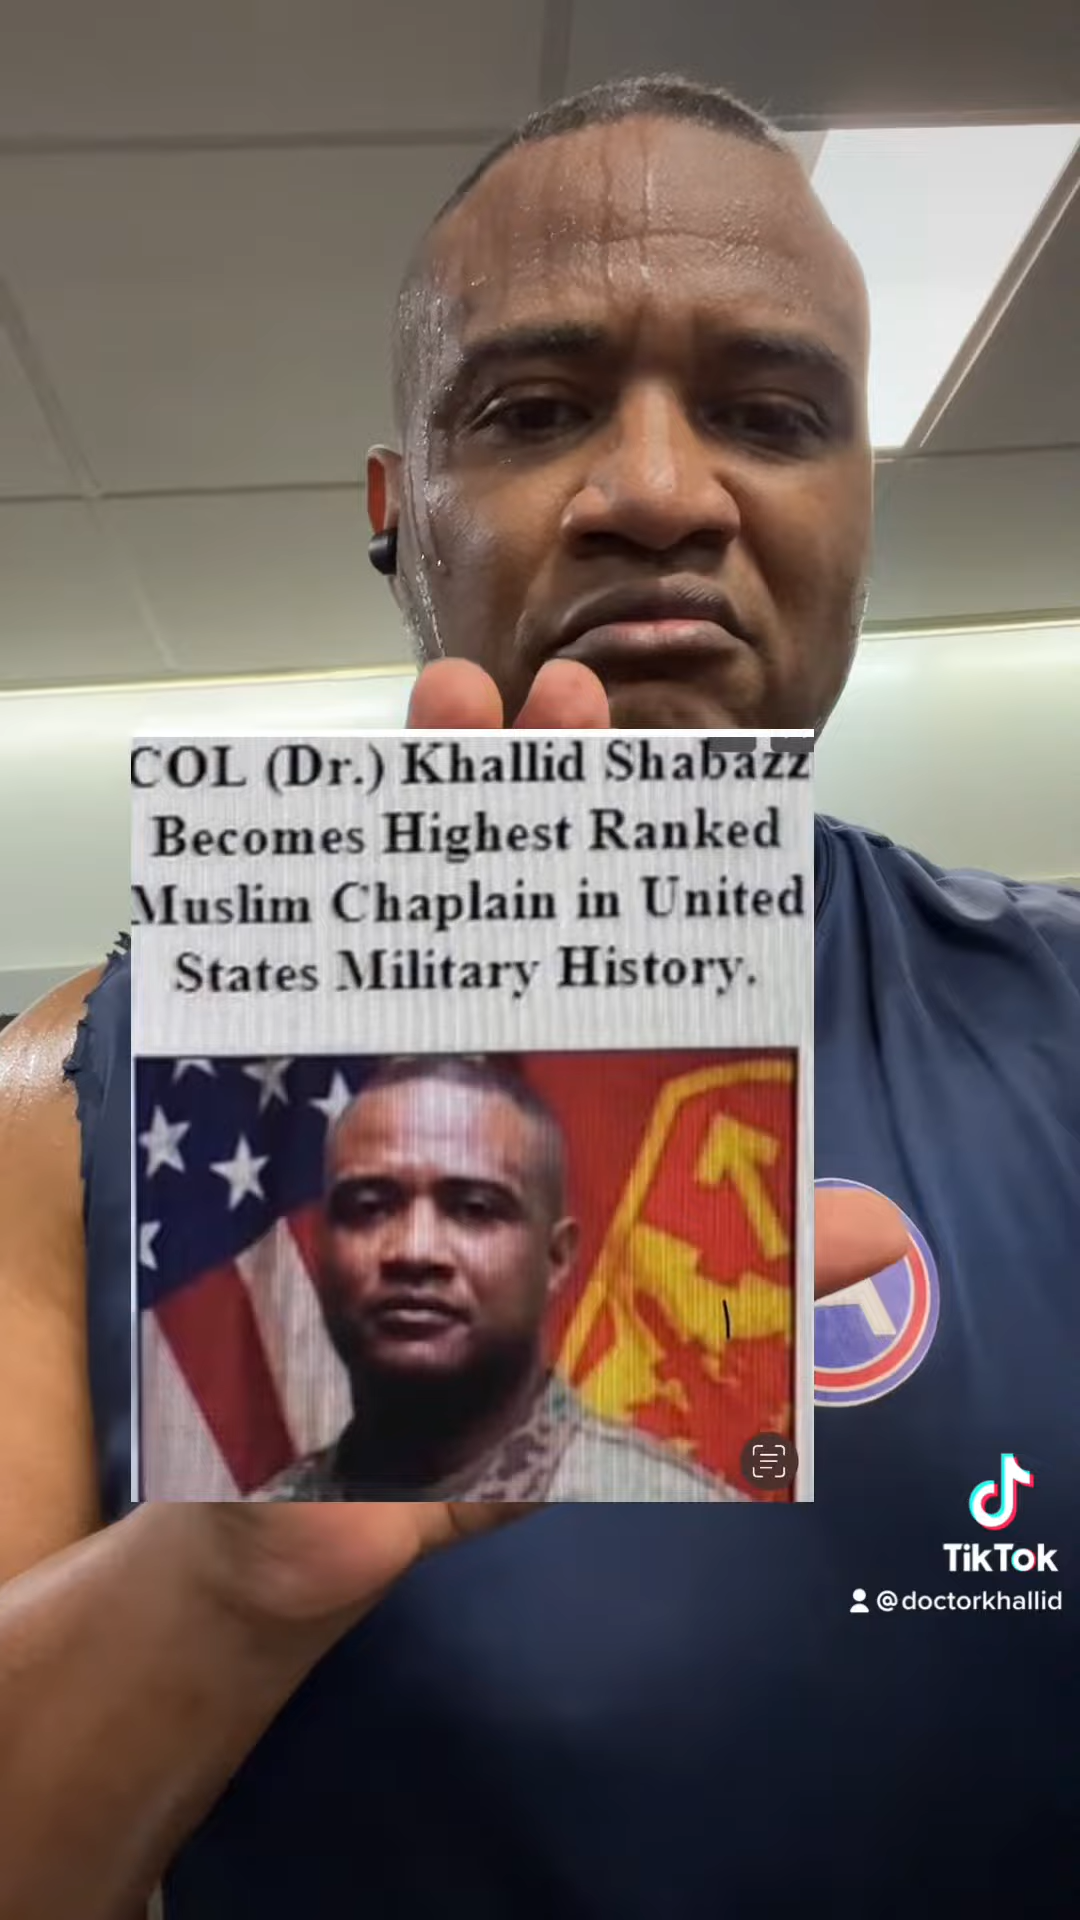 COL (Dr.) Khallid Shabazz
Becomes Highest Ranked
Muslim Chaplain in United
States Military History.
TikTok
@doctorkhallid